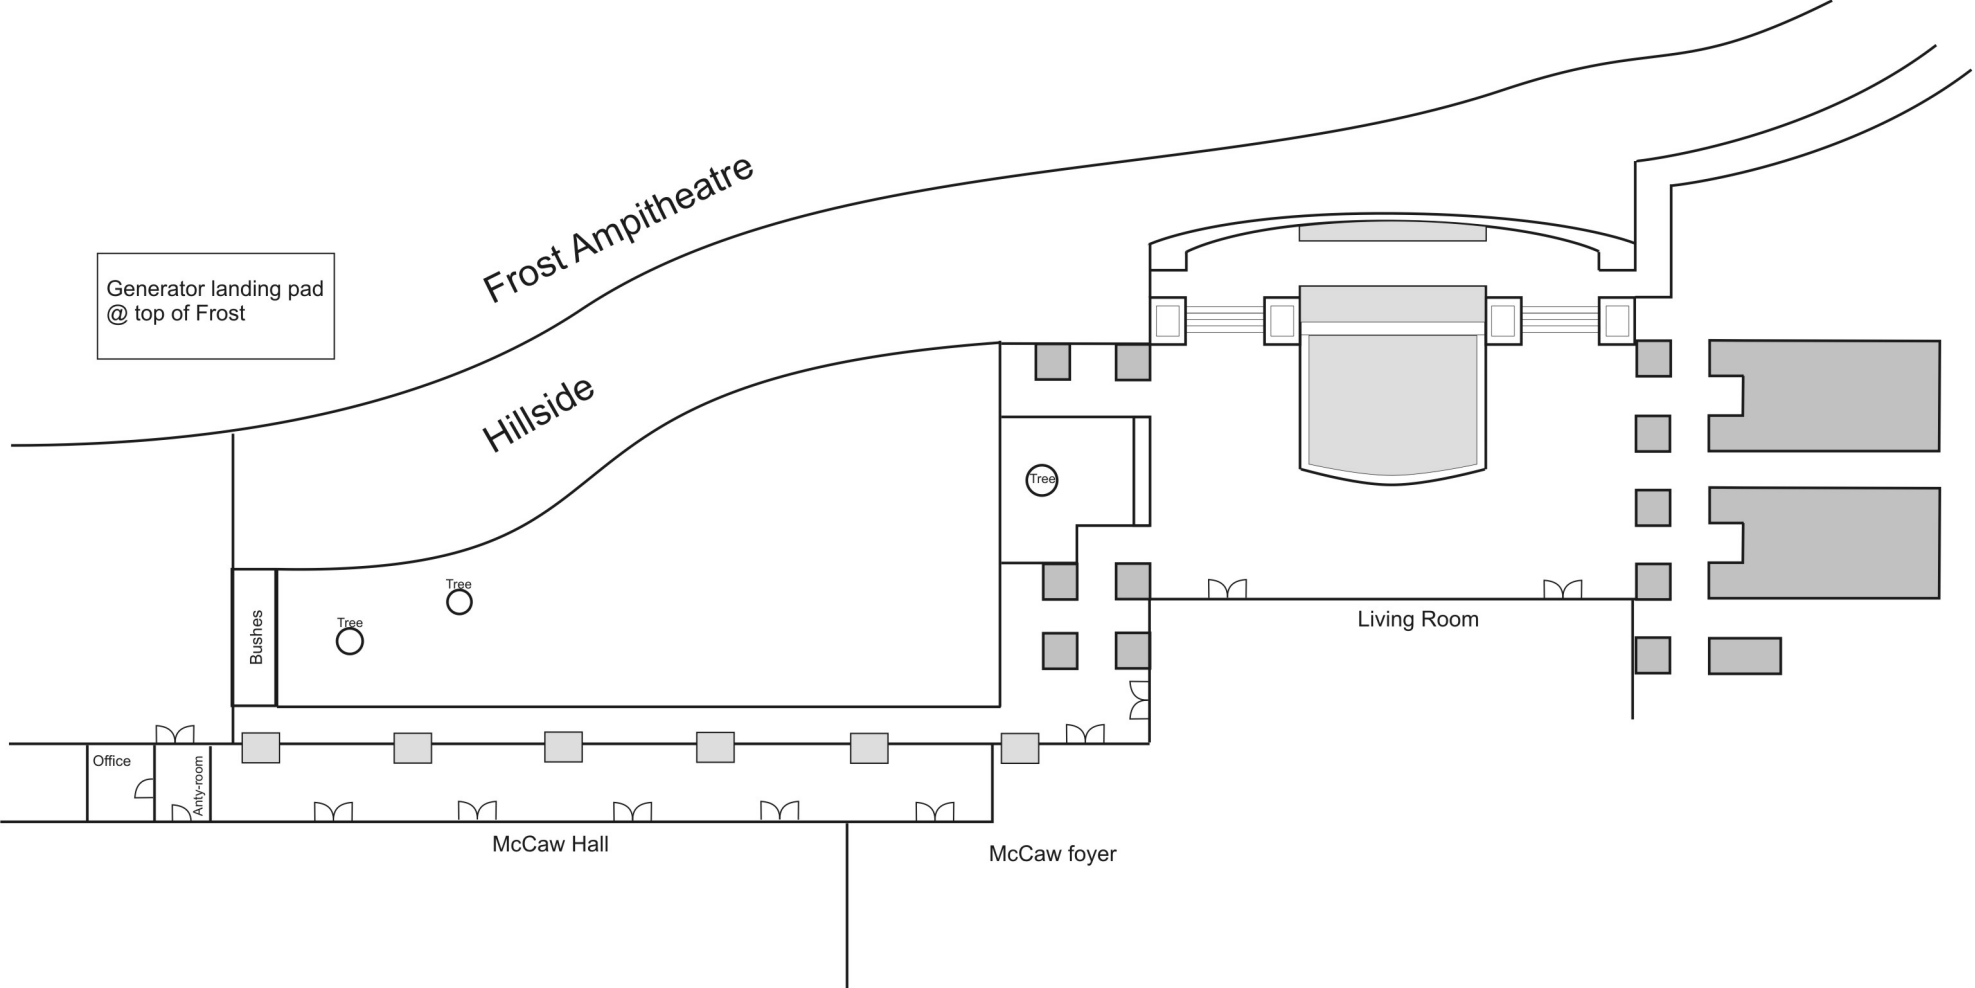 Frost Ampitheatre
Generator landing pad
@ top of Frost
Hillside
Tree
Tree
Tree
Bushes
Living Room
Office
Anty-room
McCaw Hall
McCaw foyer